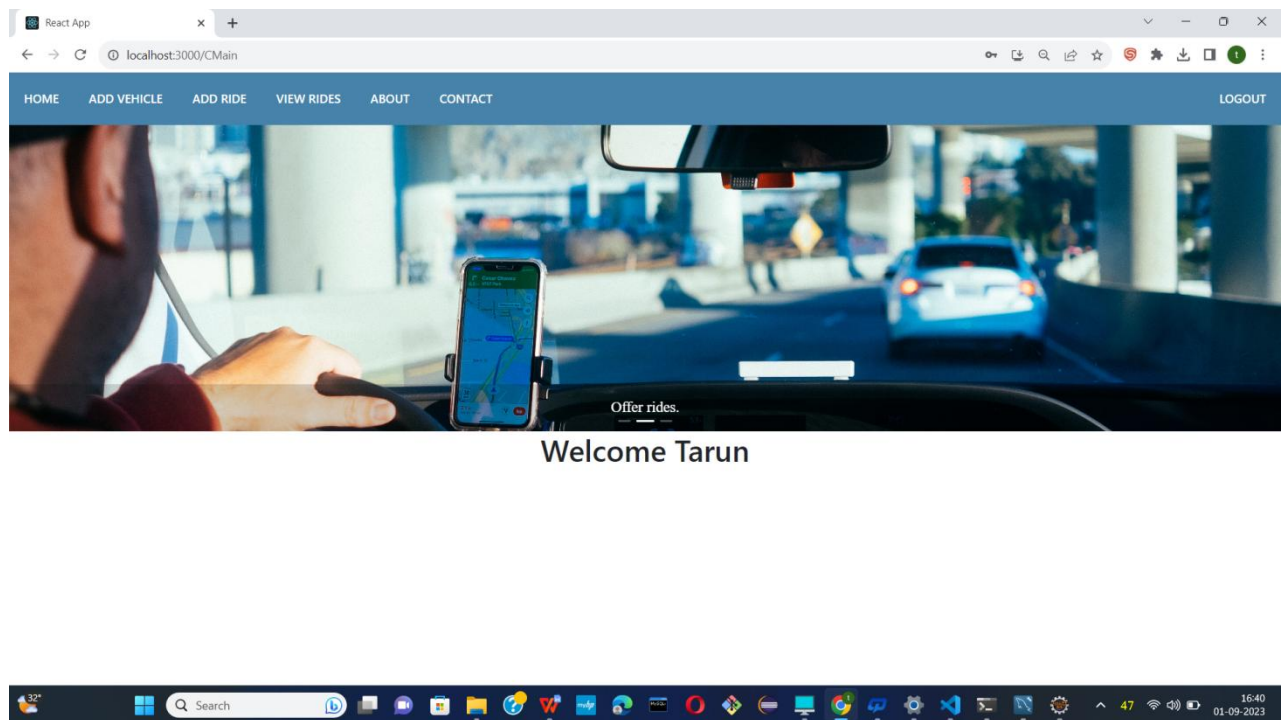 React App
localhost:3000/CMain
HOME ADD VEHICLE ADD RIDE VIEW RIDES ABOUT CONTACT LOGOUT
Offer rides.
Welcome Tarun
32°
Search
47
16:40
01-09-2023